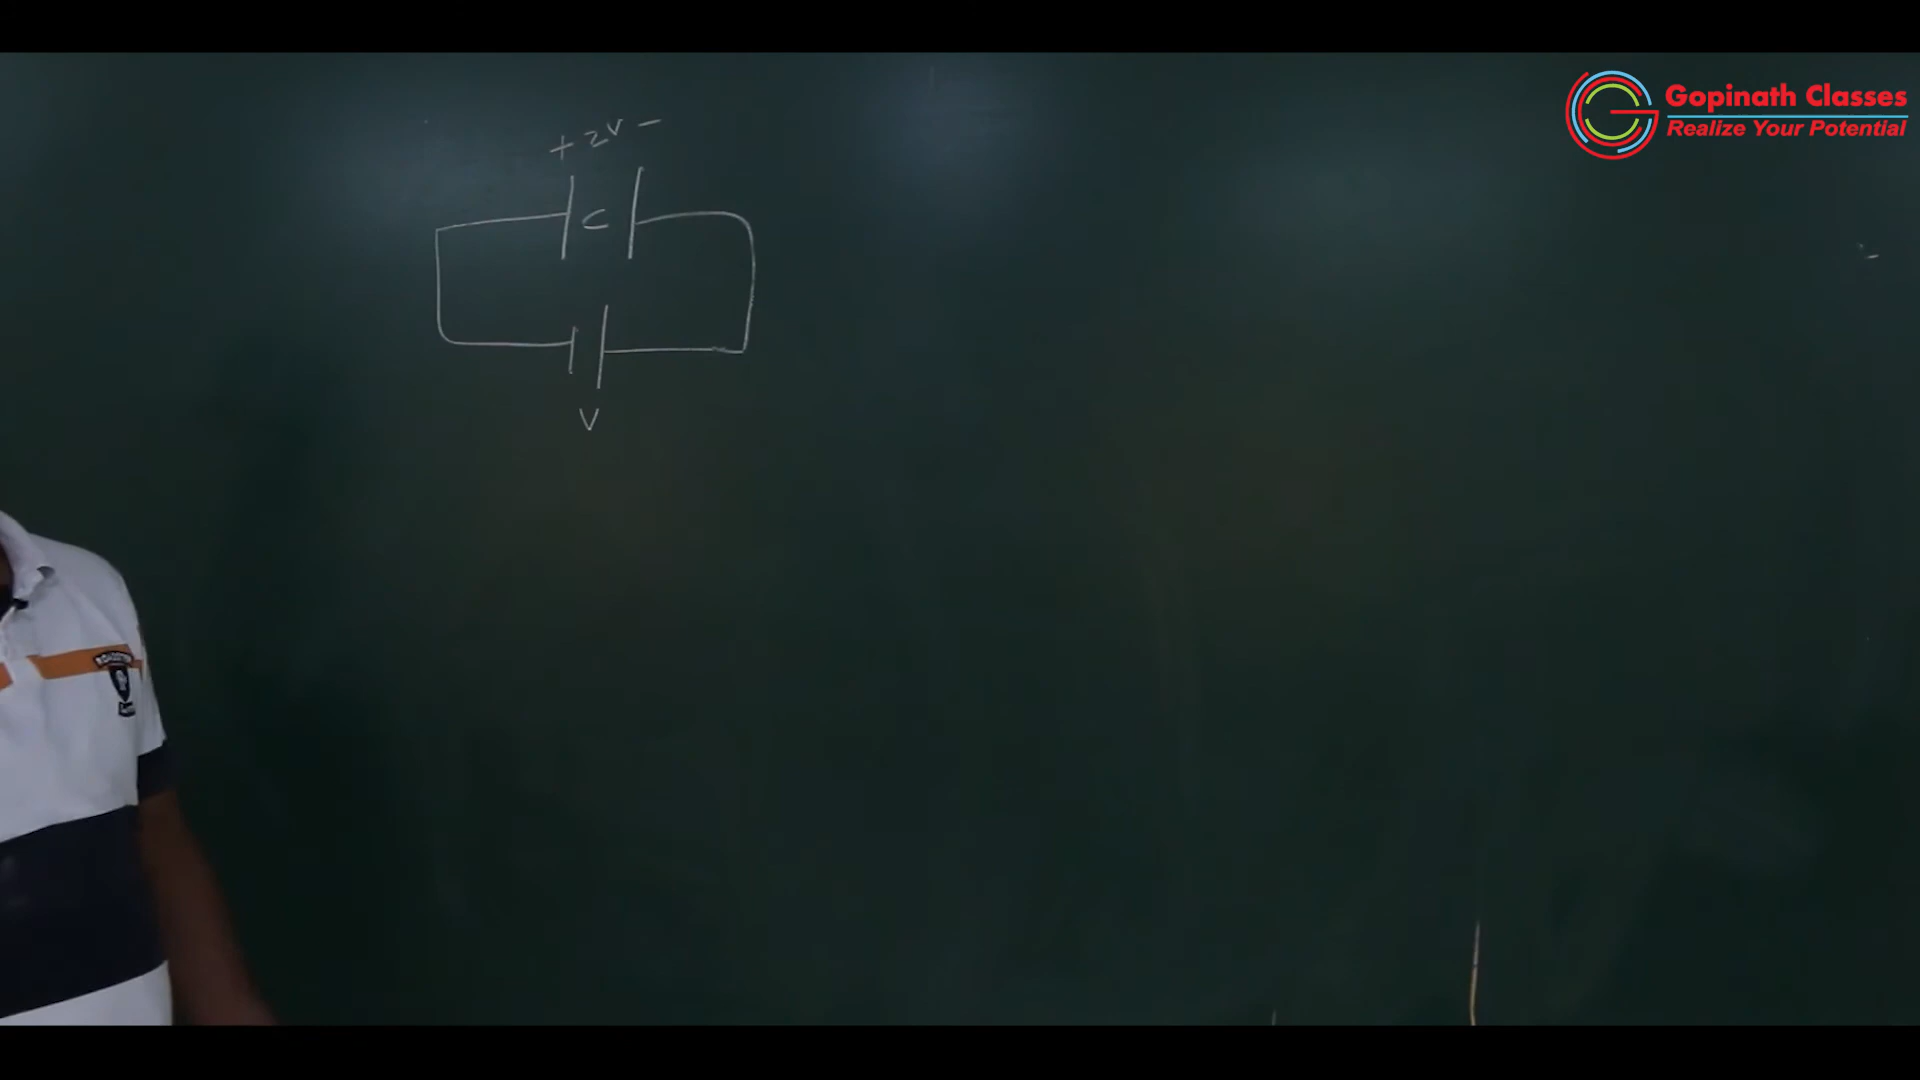 Gopinath Classes
Realize Your Potential
+ 2V -
C
V